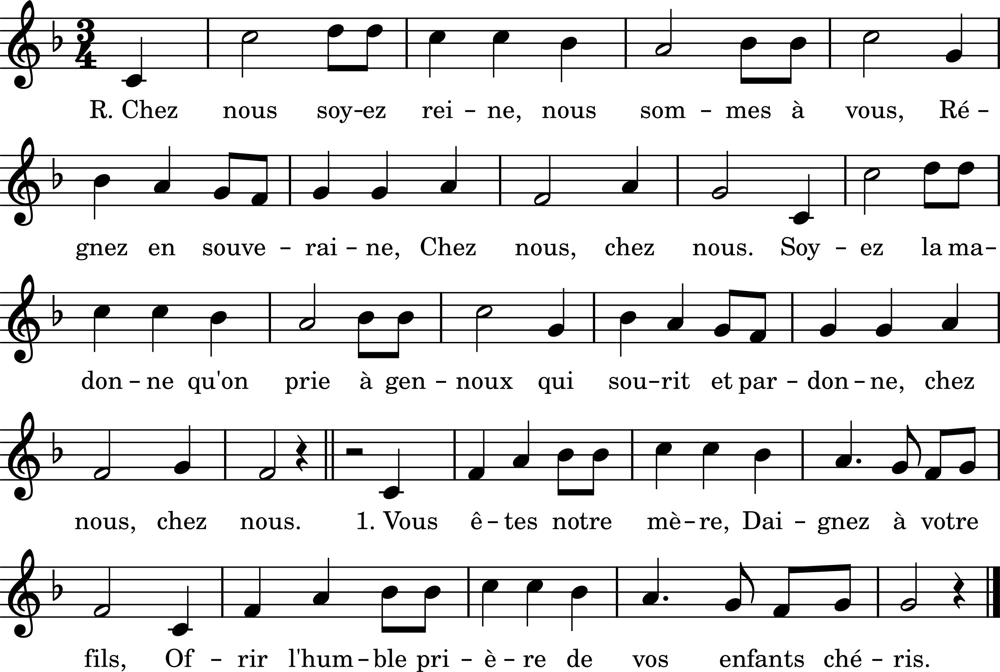 R. Chez nous soy-ez rei - ne, nous som - mes à vous, Ré -
gnez en souve - rai - ne, Chez nous, chez nous. Soy - ez la ma-
don - ne qu'on prie à gen - noux qui sou-rit et par - don - ne, chez
nous, chez nous. 1. Vous ê-tes notre mè-re, Dai - gnez à votre
fils, Of - rir l'hum-ble pri - è - re de vos enfants ché - ris.